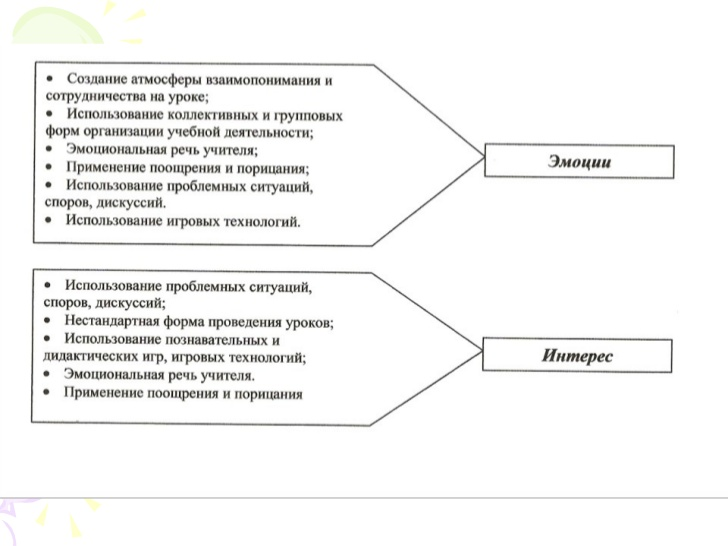 • Создание атмосферы взаимопонимания и
сотрудничества на уроке;
• Использование коллективных и групповых
форм организации учебной деятельности;
• Эмоциональная речь учителя;
• Применение поощрения и порицания;
• Использование проблемных ситуаций,
споров, дискуссий.
• Использование игровых технологий.
Эмоции
• Использование проблемных ситуаций,
споров, дискуссий;
• Нестандартная форма проведения уроков;
• Использование познавательных и
дидактических игр, игровых технологий;
• Эмоциональная речь учителя.
• Применение поощрения и порицания
Интерес